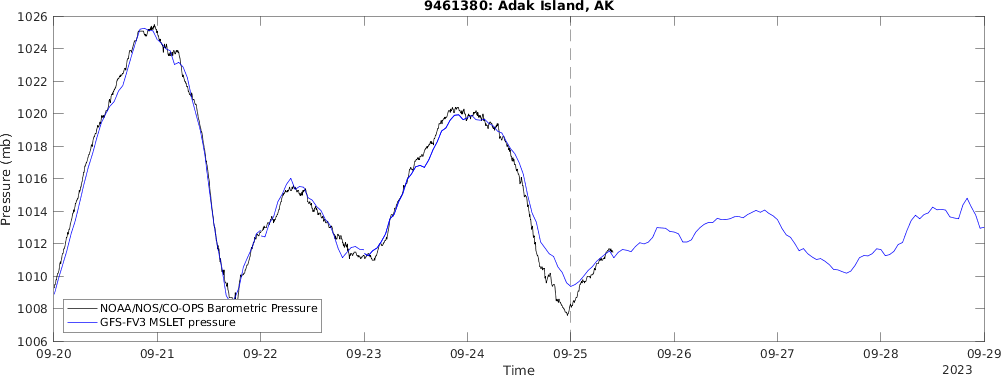 9461380: Adak Island, AK
Pressure (mb)
1026
1024
1022
1020
1018
1016
1014
1012
1010
1008
1006
NOAA/NOS/CO-OPS Barometric Pressure
GFS-FV3 MSLET pressure
09-20 09-21 09-22 09-23 09-24 09-25 09-26 09-27 09-28 09-29
Time
2023